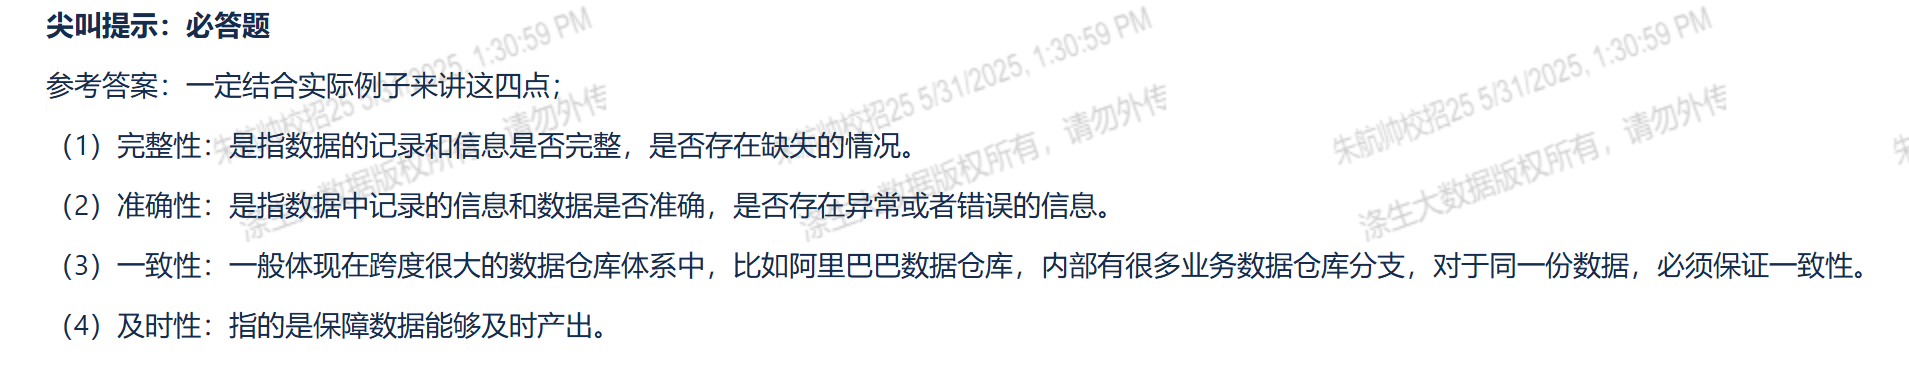 尖叫提示：必答题
参考答案：一定结合实际例子来讲这四点；
（1）完整性：是指数据的记录和信息是否完整，是否存在缺失的情况。
（2）准确性：是指数据中记录的信息和数据是否准确，是否存在异常或者错误的信息。
（3）一致性：一般体现在跨度很大的数据仓库体系中，比如阿里巴巴数据仓库，内部有很多业务数据仓库分支，对于同一份数据，必须保证一致性。
（4）及时性：指的是保障数据能够及时产出。
朱航帅校招25 5/31/2025, 1:30:59 PM
涤生大数据版权所有，请勿外传
朱航帅校招25 5/31/2025, 1:30:59 PM
涤生大数据版权所有，请勿外传
朱航帅校招25 5/31/2025, 1:30:59 PM
涤生大数据版权所有，请勿外传
朱